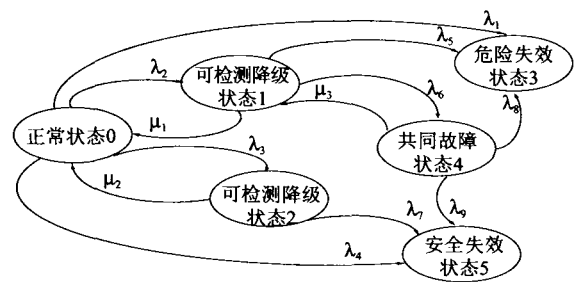 λ₁
λ₅
危险失效
状态3
λ₂
可检测降级
状态1
μ₃
λ₆
λ₈
正常状态0
μ₁
共同故障
状态4
λ₃
μ₂
可检测降级
状态2
λ₇
λ₉
λ₄
安全失效
状态5